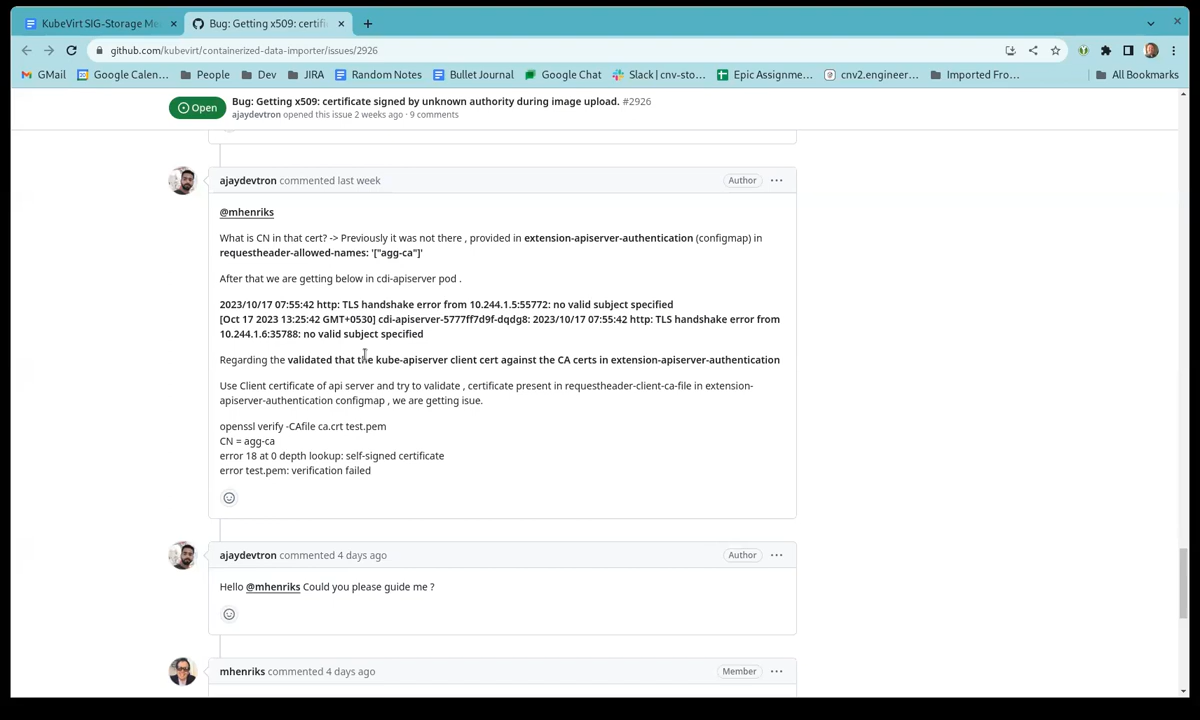 KubeVirt SIG-Storage Me
Bug: Getting x509: certifi
github.com/kubevirt/containerized-data-importer/issues/2926
GMail
Google Calen...
People
Dev
JIRA
Random Notes
Bullet Journal
Google Chat
Slack | cnv-sto...
Epic Assignme...
cnv2.engineer...
Imported Fro...
All Bookmarks
Open
Bug: Getting x509: certificate signed by unknown authority during image upload. #2926
ajaydevtron opened this issue 2 weeks ago · 9 comments
ajaydevtron commented last week
Author
@mhenriks
What is CN in that cert? -> Previously it was not there , provided in extension-apiserver-authentication (configmap) in
requestheader-allowed-names: '["agg-ca"]'
After that we are getting below in cdi-apiserver pod .
2023/10/17 07:55:42 http: TLS handshake error from 10.244.1.5:55772: no valid subject specified
[Oct 17 2023 13:25:42 GMT+0530] cdi-apiserver-5777ff7d9f-dqdg8: 2023/10/17 07:55:42 http: TLS handshake error from
10.244.1.6:35788: no valid subject specified
Regarding the validated that the kube-apiserver client cert against the CA certs in extension-apiserver-authentication
Use Client certificate of api server and try to validate , certificate present in requestheader-client-ca-file in extension-
apiserver-authentication configmap , we are getting isue.
openssl verify -CAfile ca.crt test.pem
CN = agg-ca
error 18 at 0 depth lookup: self-signed certificate
error test.pem: verification failed
ajaydevtron commented 4 days ago
Author
Hello @mhenriks Could you please guide me ?
mhenriks commented 4 days ago
Member